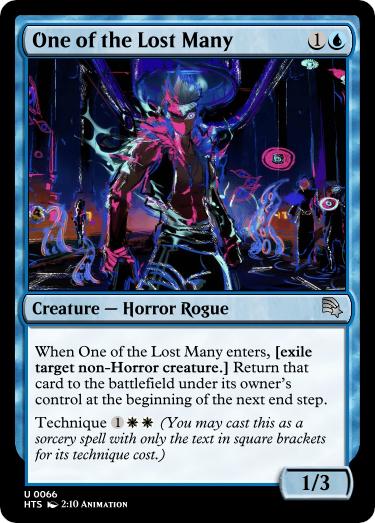 One of the Lost Many 1
Creature — Horror Rogue
When One of the Lost Many enters, [exile
target non-Horror creature.] Return that
card to the battlefield under its owner's
control at the beginning of the next end step.
Technique 1 (You may cast this as a
sorcery spell with only the text in square brackets
for its technique cost.)
1/3
U 0066
HTS 2:10 Animation